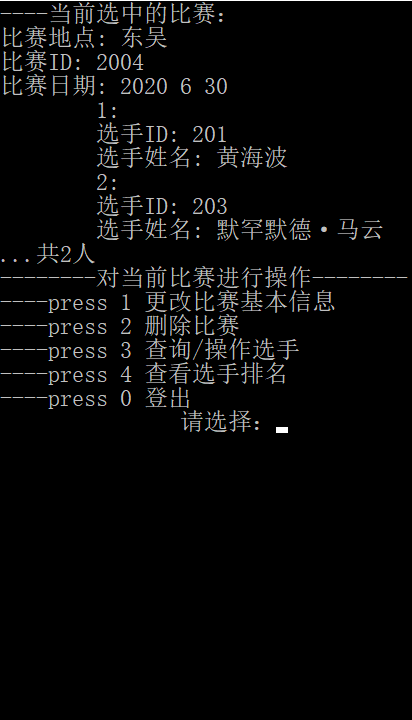 ----当前选中的比赛：
比赛地点: 东吴
比赛ID: 2004
比赛日期: 2020 6 30
1:
选手ID: 201
选手姓名: 黄海波
2:
选手ID: 203
选手姓名: 默罕默德·马云
...共2人
--------对当前比赛进行操作--------
----press 1 更改比赛基本信息
----press 2 删除比赛
----press 3 查询/操作选手
----press 4 查看选手排名
----press 0 登出
请选择：